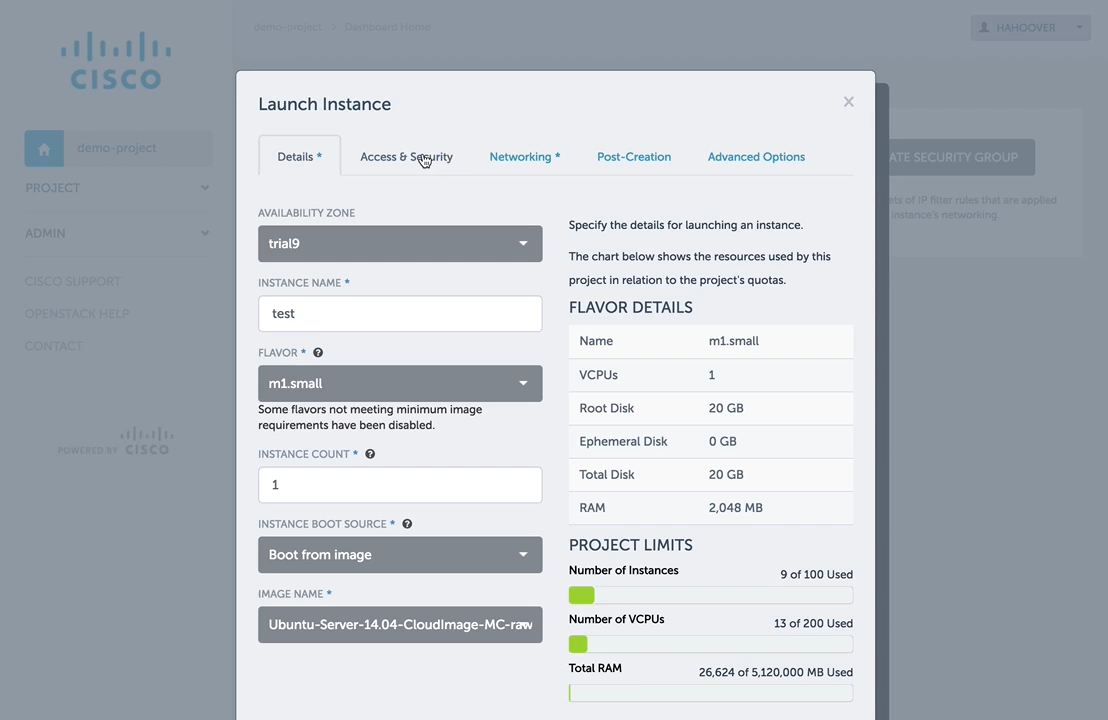 demo-project > Dashboard Home
HAHOOVER
CISCO
demo-project
PROJECT
ADMIN
CISCO SUPPORT
OPENSTACK HELP
CONTACT
POWERED BY CISCO
Launch Instance
×
Details *
Access & Security
Networking *
Post-Creation
Advanced Options
AVAILABILITY ZONE
trial9
INSTANCE NAME *
test
FLAVOR *
m1.small
Some flavors not meeting minimum image
requirements have been disabled.
INSTANCE COUNT *
1
INSTANCE BOOT SOURCE *
Boot from image
IMAGE NAME *
Ubuntu-Server-14.04-CloudImage-MC-raw
Specify the details for launching an instance.
The chart below shows the resources used by this
project in relation to the project's quotas.
FLAVOR DETAILS
Name m1.small
VCPUs 1
Root Disk 20 GB
Ephemeral Disk 0 GB
Total Disk 20 GB
RAM 2,048 MB
PROJECT LIMITS
Number of Instances 9 of 100 Used
Number of VCPUs 13 of 200 Used
Total RAM 26,624 of 5,120,000 MB Used
ATE SECURITY GROUP
ets of IP filter rules that are applied
instance's networking.